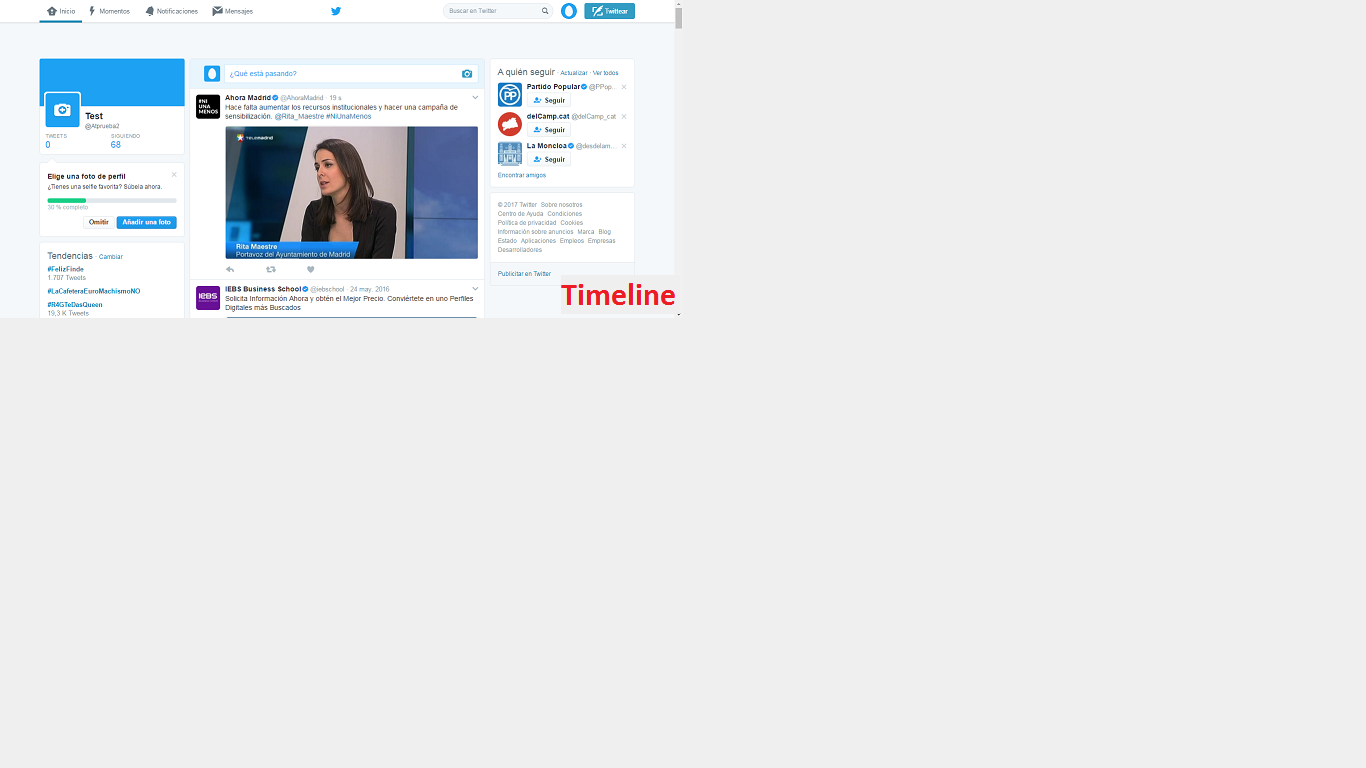 Inicio
Momentos
Notificaciones
Mensajes
Buscar en Twitter
Twittear
Test
@Atprueba2
TWEETS
SIGUIENDO
0
68
Elige una foto de perfil
¿Tienes una selfie favorita? Súbela ahora.
30 % completo
Omitir
Añadir una foto
Tendencias · Cambiar
#FelizFinde
1.707 Tweets
#LaCafeteraEuroMachismoNO
#R4GTeDasQueen
19,3 K Tweets
¿Qué está pasando?
#NI
UNA
MENOS
Ahora Madrid @AhoraMadrid · 19 s
Hace falta aumentar los recursos institucionales y hacer una campaña de
sensibilización. @Rita_Maestre #NiUnaMenos
TELEMADRID
Rita Maestre
Portavoz del Ayuntamiento de Madrid
IEBS
IEBS Business School @iebschool · 24 may. 2016
Solicita Información Ahora y obtén el Mejor Precio. Conviértete en uno Perfiles
Digitales más Buscados
A quién seguir · Actualizar · Ver todos
PP
Partido Popular @PPop...
Seguir
delCamp.cat @delCamp_cat
Seguir
La Moncloa @desdelam...
Seguir
Encontrar amigos
© 2017 Twitter Sobre nosotros
Centro de Ayuda Condiciones
Política de privacidad Cookies
Información sobre anuncios Marca Blog
Estado Aplicaciones Empleos Empresas
Desarrolladores
Publicitar en Twitter
Timeline